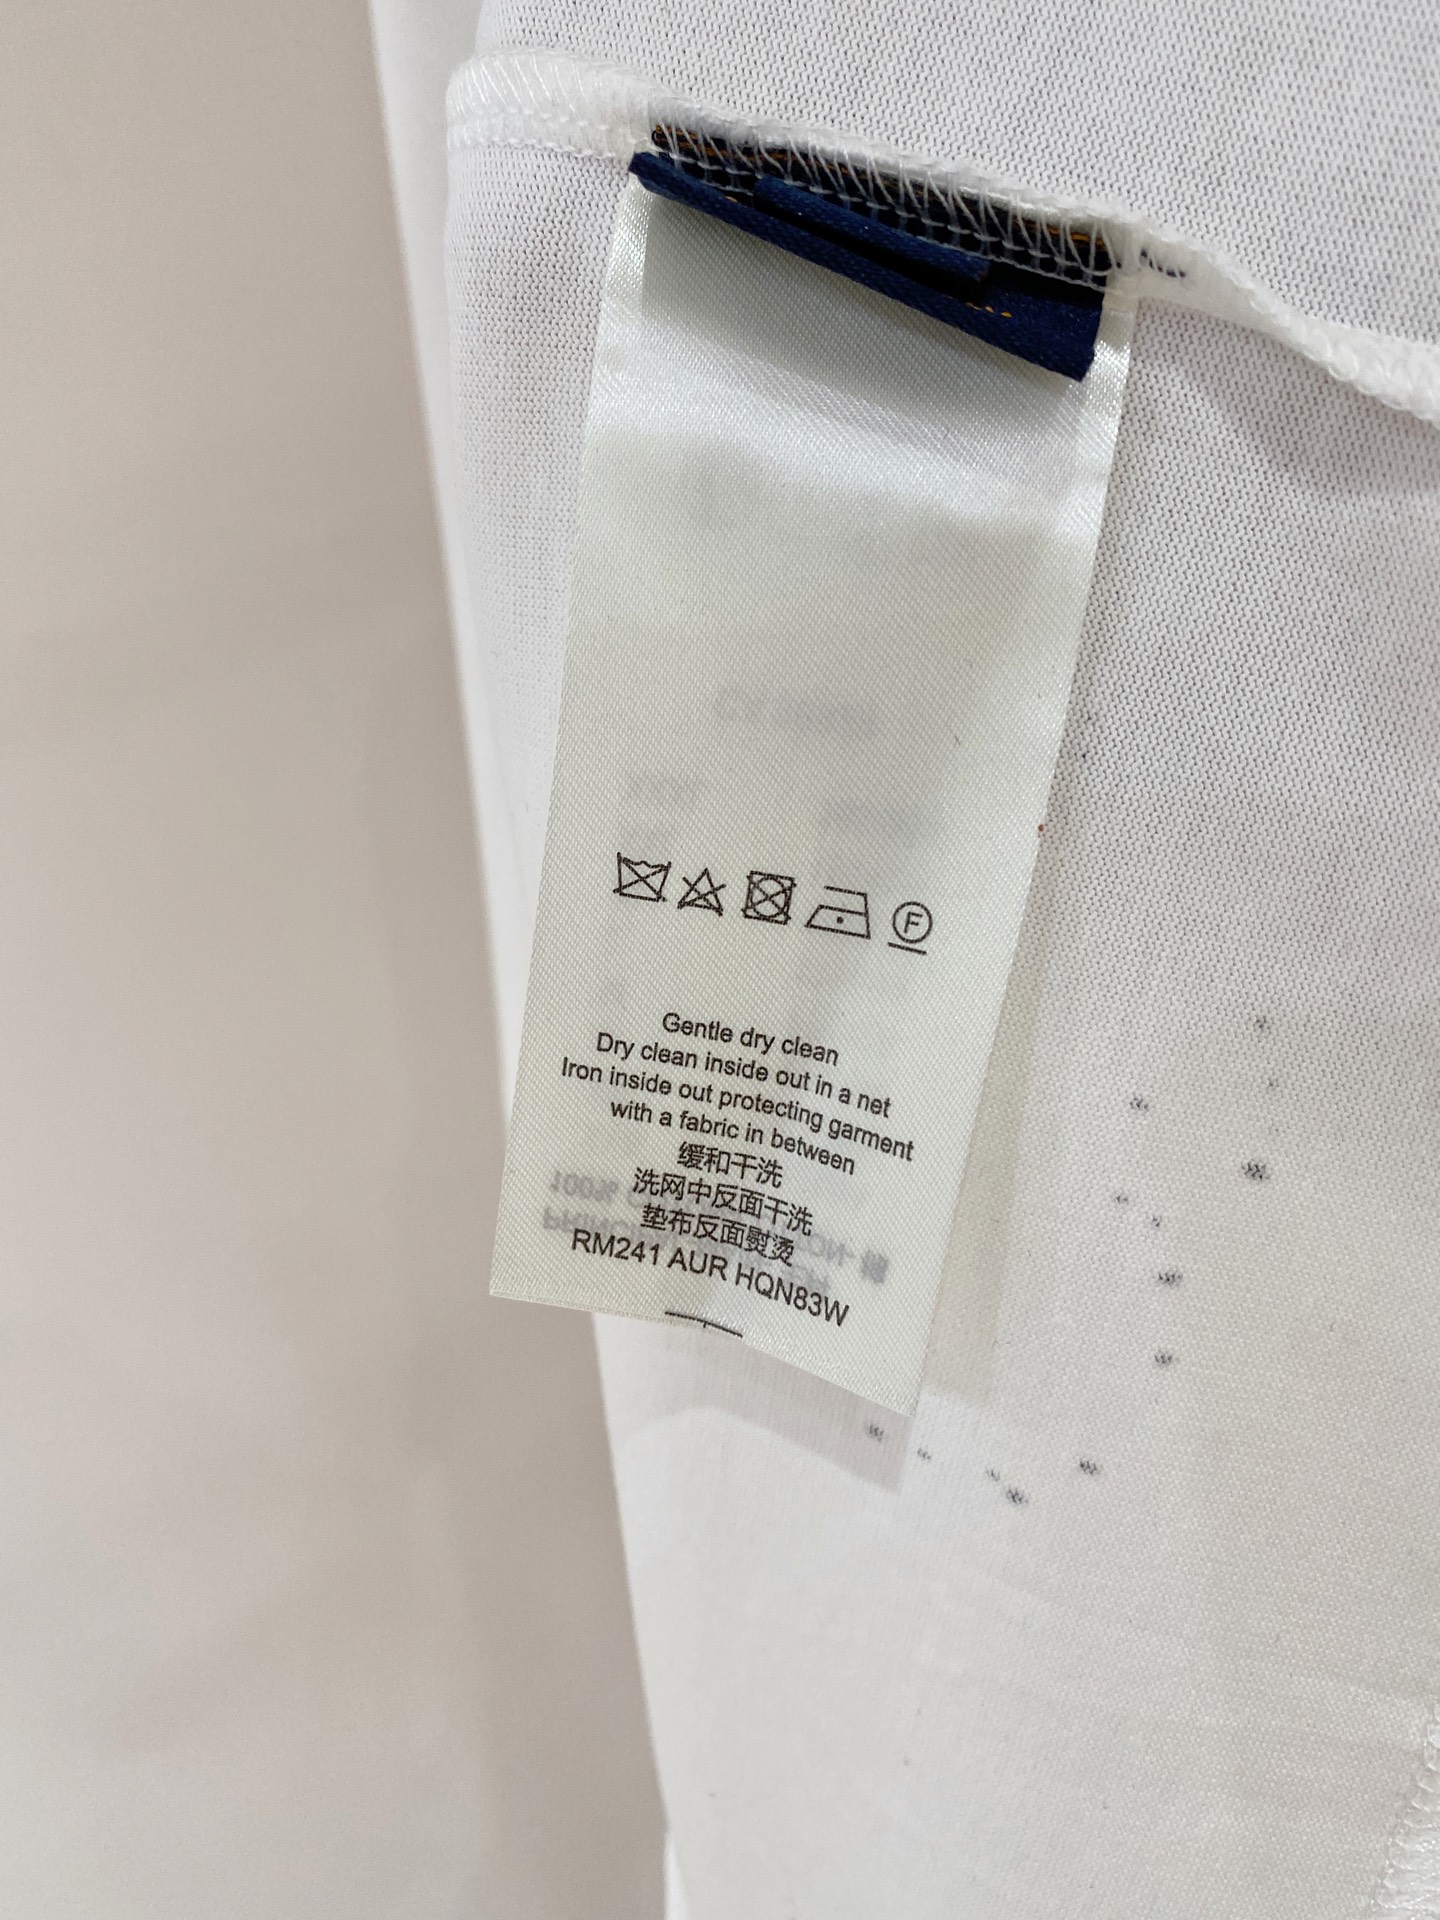 F
Gentle dry clean
Dry clean inside out in a net
Iron inside out protecting garment
with a fabric in between
缓和干洗
洗网中反面干洗
垫布反面熨烫
RM241 AUR HQN83W